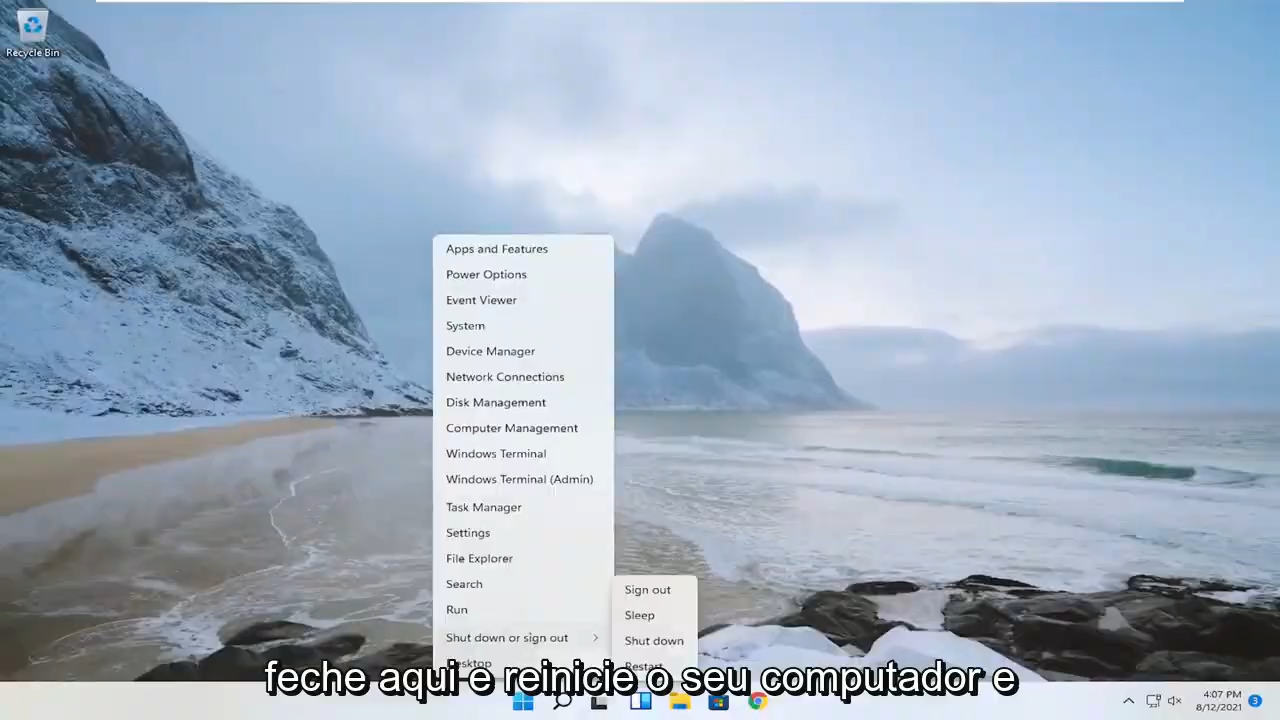 Recycle Bin
Apps and Features
Power Options
Event Viewer
System
Device Manager
Network Connections
Disk Management
Computer Management
Windows Terminal
Windows Terminal (Admin)
Task Manager
Settings
File Explorer
Search
Run
Shut down or sign out
Desktop
Sign out
Sleep
Shut down
Restart
feche aqui e reinicie o seu computador e
4:07 PM
8/12/2021
3